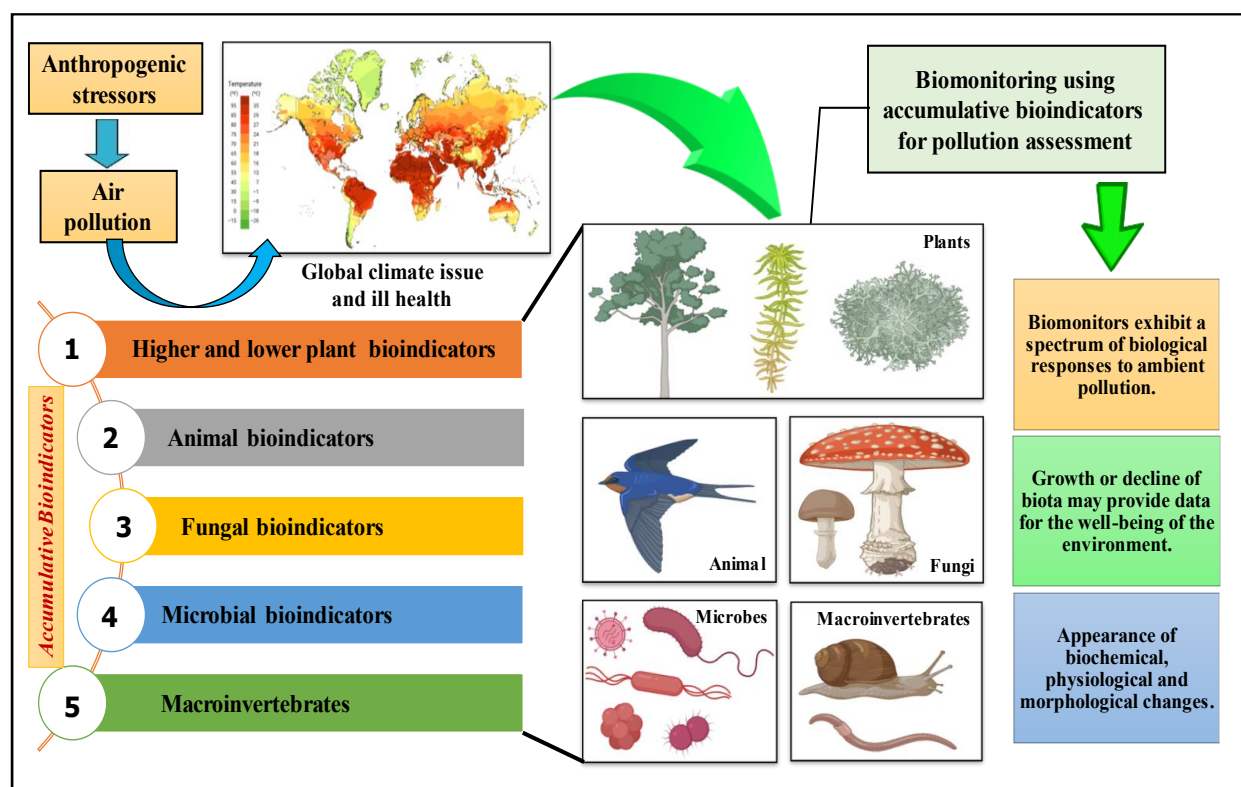 Anthropogenic
stressors
Air
pollution
Temperature
(°F) (°C)
95 35
Global climate issue
and ill health
Biomonitoring using
accumulative bioindicators
for pollution assessment
Accumulative Bioindicators
1 Higher and lower plant bioindicators
2 Animal bioindicators
3 Fungal bioindicators
4 Microbial bioindicators
5 Macroinvertebrates
Plants
Animal
Fungi
Microbes
Macroinvertebrates
Biomonitors exhibit a
spectrum of biological
responses to ambient
pollution.
Growth or decline of
biota may provide data
for the well-being of the
environment.
Appearance of
biochemical,
physiological and
morphological changes.